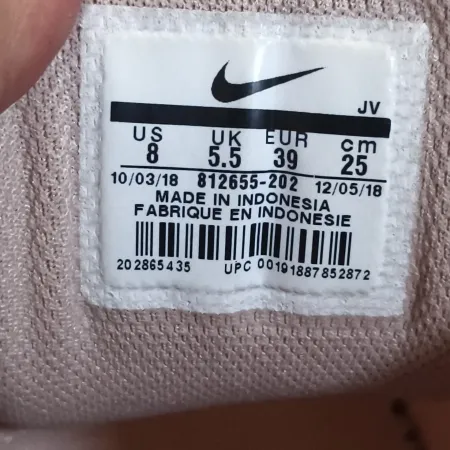 JV
US UK EUR cm
8 5.5 39 25
10/03/18 812655-202 12/05/18
MADE IN INDONESIA
FABRIQUE EN INDONESIE
202865435 UPC 00191887852872